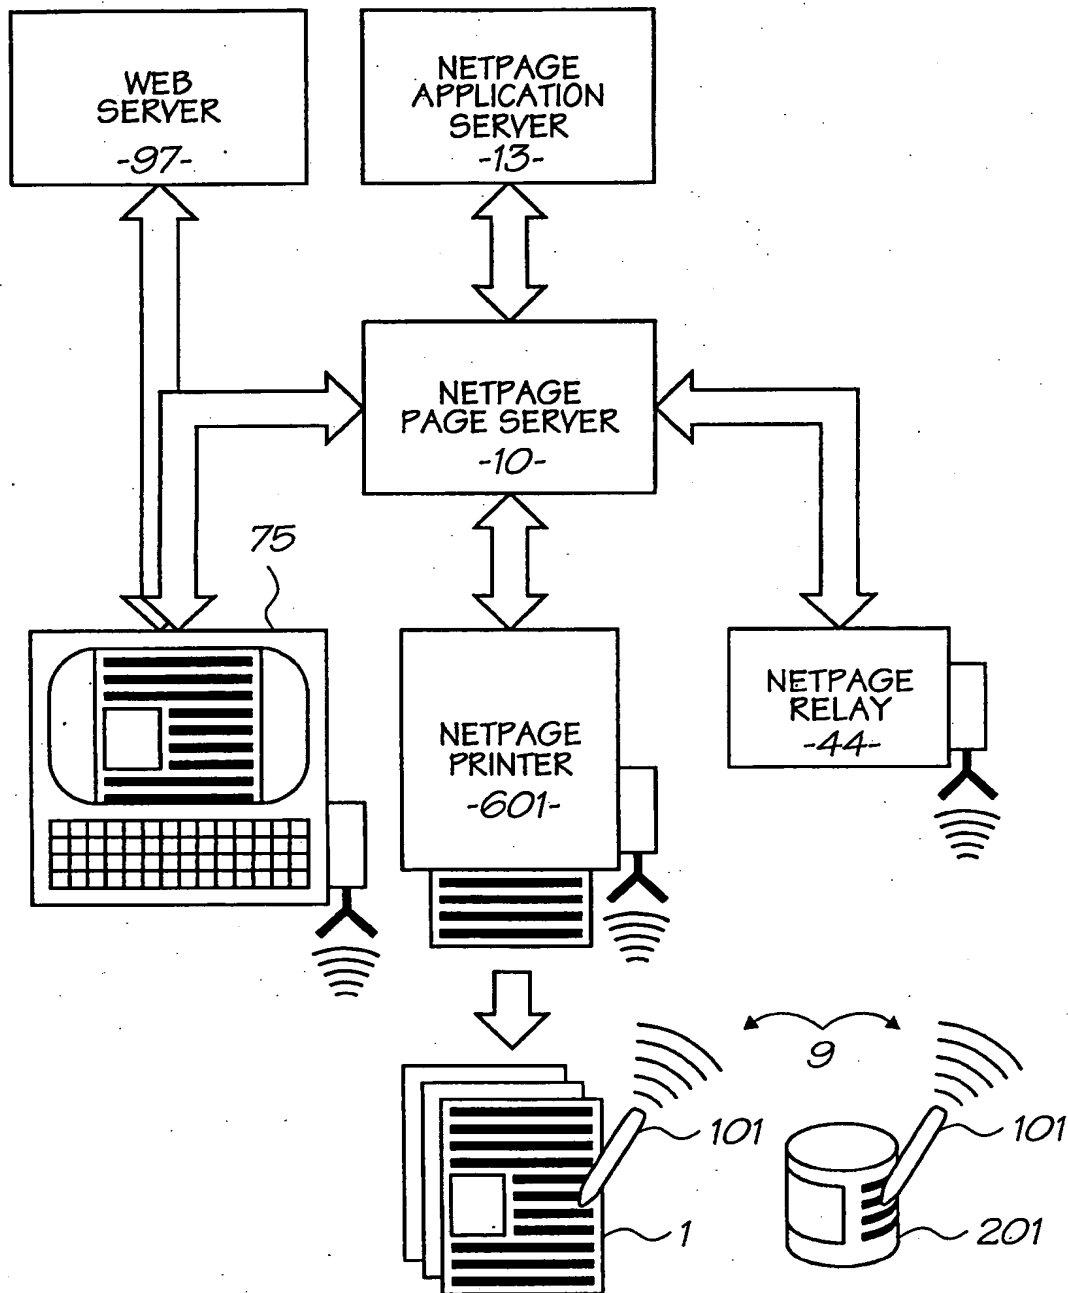 WEB
SERVER
-97-
NETPAGE
APPLICATION
SERVER
-13-
NETPAGE
PAGE SERVER
-10-
75
NETPAGE
PRINTER
-601-
NETPAGE
RELAY
-44-
9
101
101
1
201